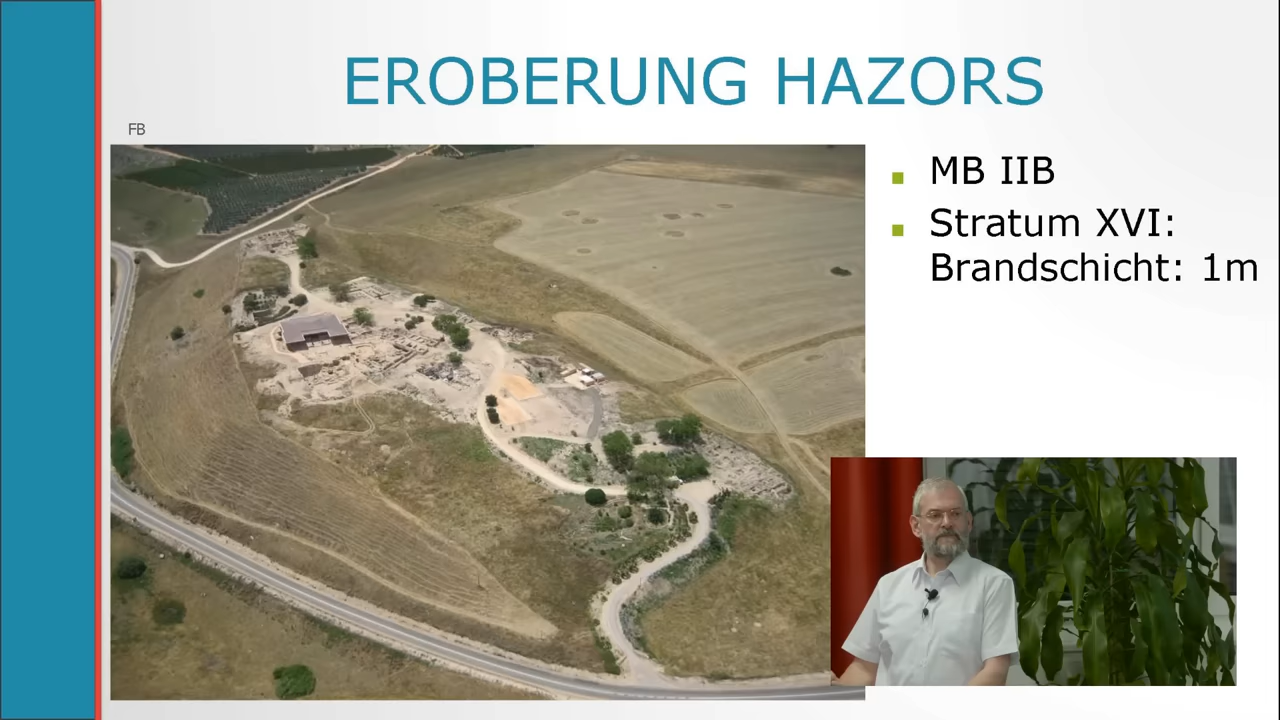 EROBERUNG HAZORS
FB
MB IIB
Stratum XVI:
Brandschicht: 1m